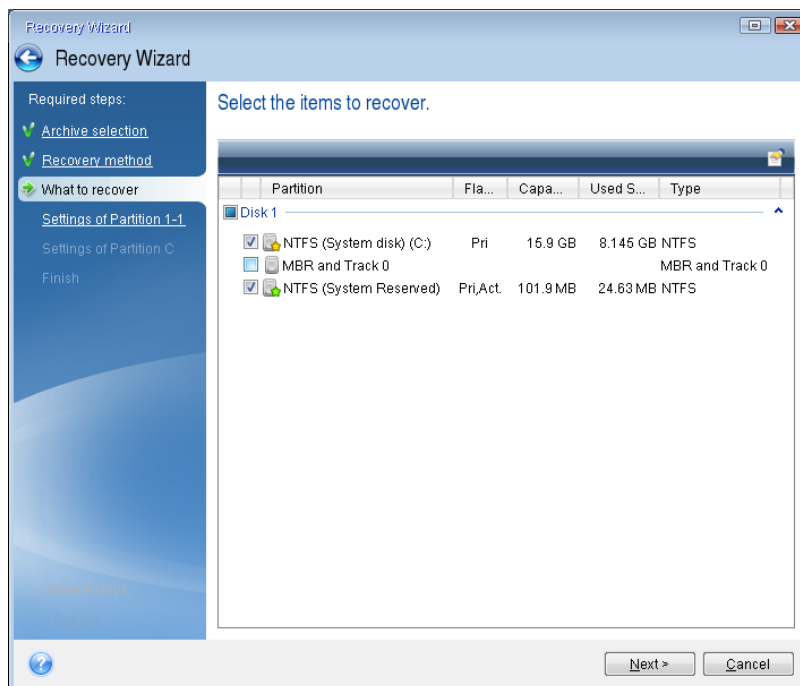 Recovery Wizard
Recovery Wizard
Required steps:
Archive selection
Recovery method
What to recover
Settings of Partition 1-1
Settings of Partition C
Finish
Select the items to recover.
Partition Fla... Capa... Used S... Type
Disk 1
NTFS (System disk) (C:) Pri 15.9 GB 8.145 GB NTFS
MBR and Track 0 MBR and Track 0
NTFS (System Reserved) Pri,Act. 101.9 MB 24.63 MB NTFS
Next >
Cancel